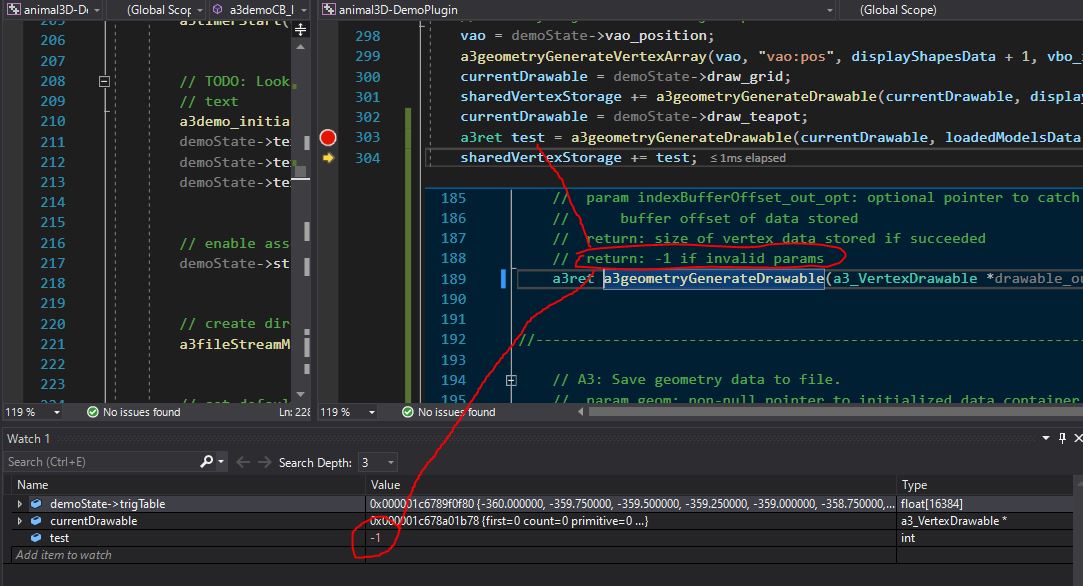 animal3D-De
(Global Scop
a3demoCB_l
animal3D-DemoPlugin
(Global Scope)
205
206
207
208 // TODO: Look
209 // text
210 a3demo_initia
211 demoState->te
212 demoState->te
213 demoState->te
214
215
216 // enable asse
217 demoState->st
218
219
220 // create dir
221 a3fileStreamM
222
223
119 %
No issues found
Ln: 228
298 vao = demoState->vao_position;
299 a3geometryGenerateVertexArray(vao, "vao:pos", displayShapesData + 1, vbo_
300 currentDrawable = demoState->draw_grid;
301 sharedVertexStorage += a3geometryGenerateDrawable(currentDrawable, displa
302 currentDrawable = demoState->draw_teapot;
303 a3ret test = a3geometryGenerateDrawable(currentDrawable, loadedModelsData
304 sharedVertexStorage += test; ≤1ms elapsed
185 // param indexBufferOffset_out_opt: optional pointer to catch
186 // buffer offset of data stored
187 // return: size of vertex data stored if succeeded
188 // return: -1 if invalid params
189 a3ret a3geometryGenerateDrawable(a3_VertexDrawable *drawable_ou
190
191
192 //----------------------------------------------------------------
193
194 // A3: Save geometry data to file.
195 // param geom: non-null pointer to initialized data container
119 %
No issues found
Watch 1
Search (Ctrl+E)
Search Depth: 3
Name Value Type
demoState->trigTable 0x000001c6789f0f80 {-360.000000, -359.750000, -359.500000, -359.250000, -359.000000, -358.750000,... float[16384]
currentDrawable 0x000001c678a01b78 {first=0 count=0 primitive=0 ...} a3_VertexDrawable *
test -1 int
Add item to watch